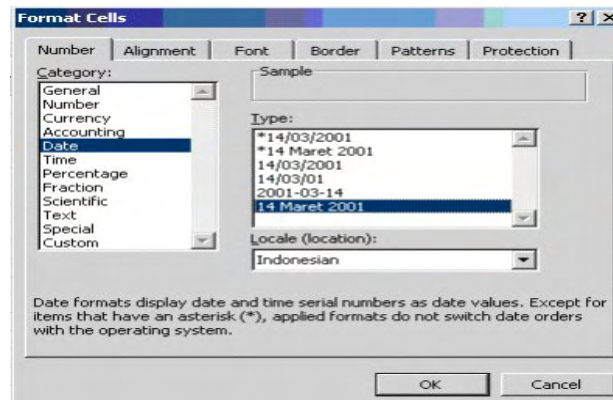 Format Cells
Number Alignment Font Border Patterns Protection
Category:
General
Number
Currency
Accounting
Date
Time
Percentage
Fraction
Scientific
Text
Special
Custom
Sample
Type:
*14/03/2001
*14 Maret 2001
14/03/2001
14/03/01
2001-03-14
14 Maret 2001
Locale (location):
Indonesian
Date formats display date and time serial numbers as date values. Except for
items that have an asterisk (*), applied formats do not switch date orders
with the operating system.
OK Cancel